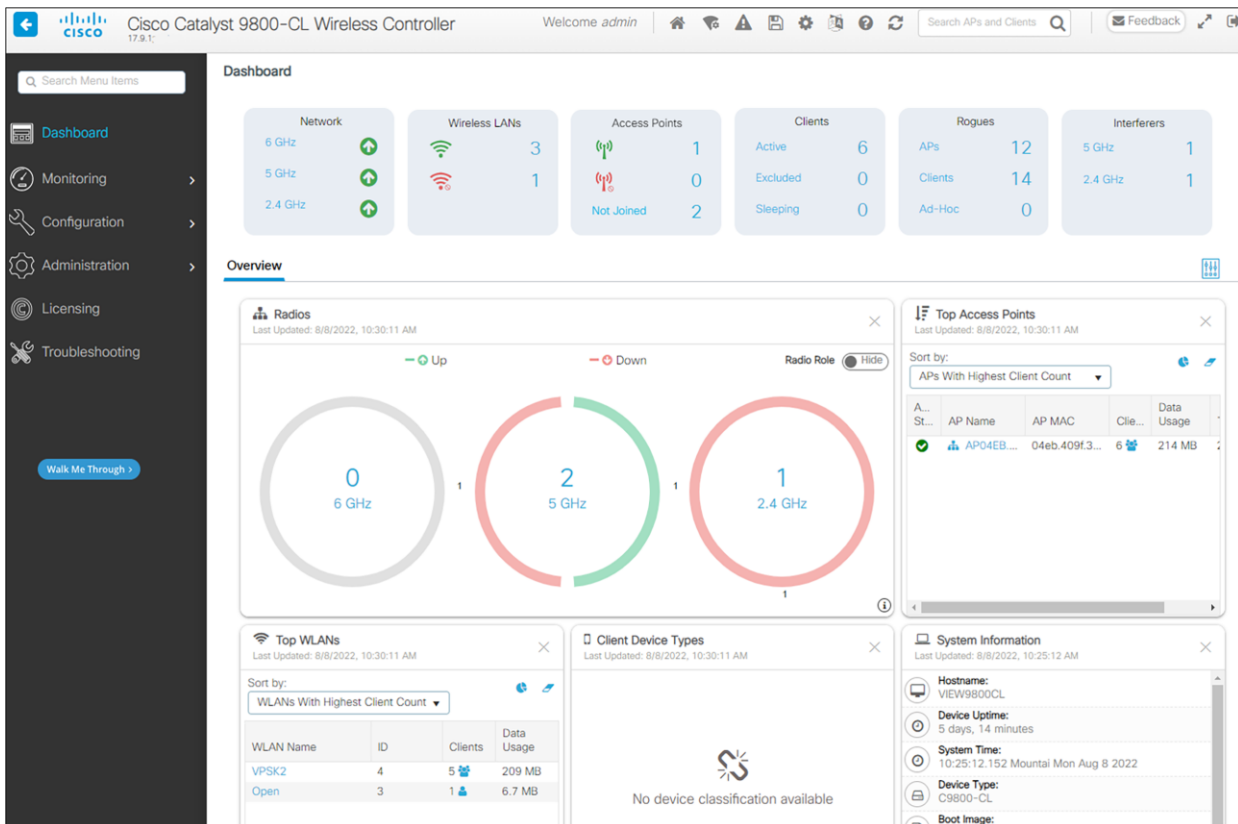 CISCO
Cisco Catalyst 9800-CL Wireless Controller
17.9.1:
Welcome admin
Search APs and Clients
Feedback
Search Menu Items
Dashboard
Monitoring
Configuration
Administration
Licensing
Troubleshooting
Walk Me Through >
Dashboard
Network
6 GHz
5 GHz
2.4 GHz
Wireless LANs
3
1
Access Points
1
0
Not Joined 2
Clients
Active 6
Excluded 0
Sleeping 0
Rogues
APs 12
Clients 14
Ad-Hoc 0
Interferers
5 GHz 1
2.4 GHz 1
Overview
Radios
Last Updated: 8/8/2022, 10:30:11 AM
Up
Down
Radio Role Hide
0
6 GHz
1
2
5 GHz
1
1
2.4 GHz
1
Top Access Points
Last Updated: 8/8/2022, 10:30:11 AM
Sort by:
APs With Highest Client Count
A... St... AP Name AP MAC Clie... Data Usage
AP04EB.... 04eb.409f.3... 6 214 MB
Top WLANs
Last Updated: 8/8/2022, 10:30:11 AM
Sort by:
WLANs With Highest Client Count
WLAN Name ID Clients Data Usage
VPSK2 4 5 209 MB
Open 3 1 6.7 MB
Client Device Types
Last Updated: 8/8/2022, 10:30:11 AM
No device classification available
System Information
Last Updated: 8/8/2022, 10:25:12 AM
Hostname:
VIEW9800CL
Device Uptime:
5 days, 14 minutes
System Time:
10:25:12.152 Mountai Mon Aug 8 2022
Device Type:
C9800-CL
Boot Image: